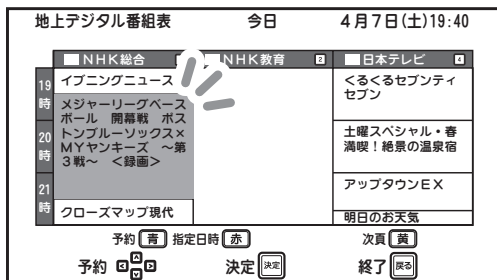 地上デジタル番組表 今日 4月7日(土)19:40
NHK総合 NHK教育 2 日本テレビ 4
19時
イブニングニュース
メジャーリーグベース
ボール 開幕戦 ボス
トンブルーソックス×
MYヤンキーズ ~第
3戦~ <録画>
クローズマップ現代
20時
21時
くるくるセブンティ
セブン
土曜スペシャル・春
満喫!絶景の温泉宿
アップタウンEX
明日のお天気
予約 青 指定日時 赤 次頁 黄
予約 決定 決定 終了 戻る